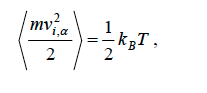 ⟨ mv²_{i,α} / 2 ⟩ = 1/2 k_B T ,